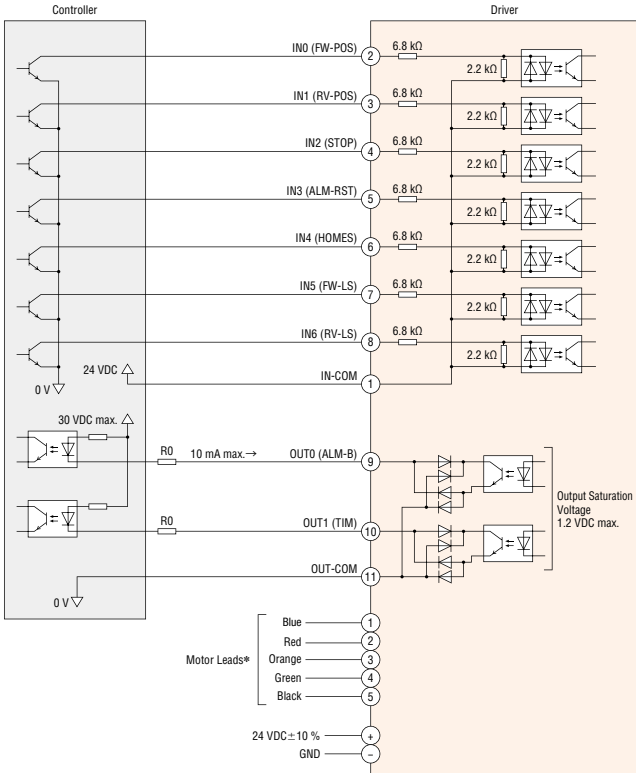 Controller
Driver
IN0 (FW-POS) 2 6.8 kΩ
2.2 kΩ
IN1 (RV-POS) 3 6.8 kΩ
2.2 kΩ
IN2 (STOP) 4 6.8 kΩ
2.2 kΩ
IN3 (ALM-RST) 5 6.8 kΩ
2.2 kΩ
IN4 (HOMES) 6 6.8 kΩ
2.2 kΩ
IN5 (FW-LS) 7 6.8 kΩ
2.2 kΩ
IN6 (RV-LS) 8 6.8 kΩ
2.2 kΩ
24 VDC
IN-COM 1
0 V
30 VDC max.
R0 10 mA max.→ OUT0 (ALM-B) 9
Output Saturation
Voltage
1.2 VDC max.
R0 OUT1 (TIM) 10
OUT-COM 11
0 V
Motor Leads*
Blue 1
Red 2
Orange 3
Green 4
Black 5
24 VDC±10 % +
GND −